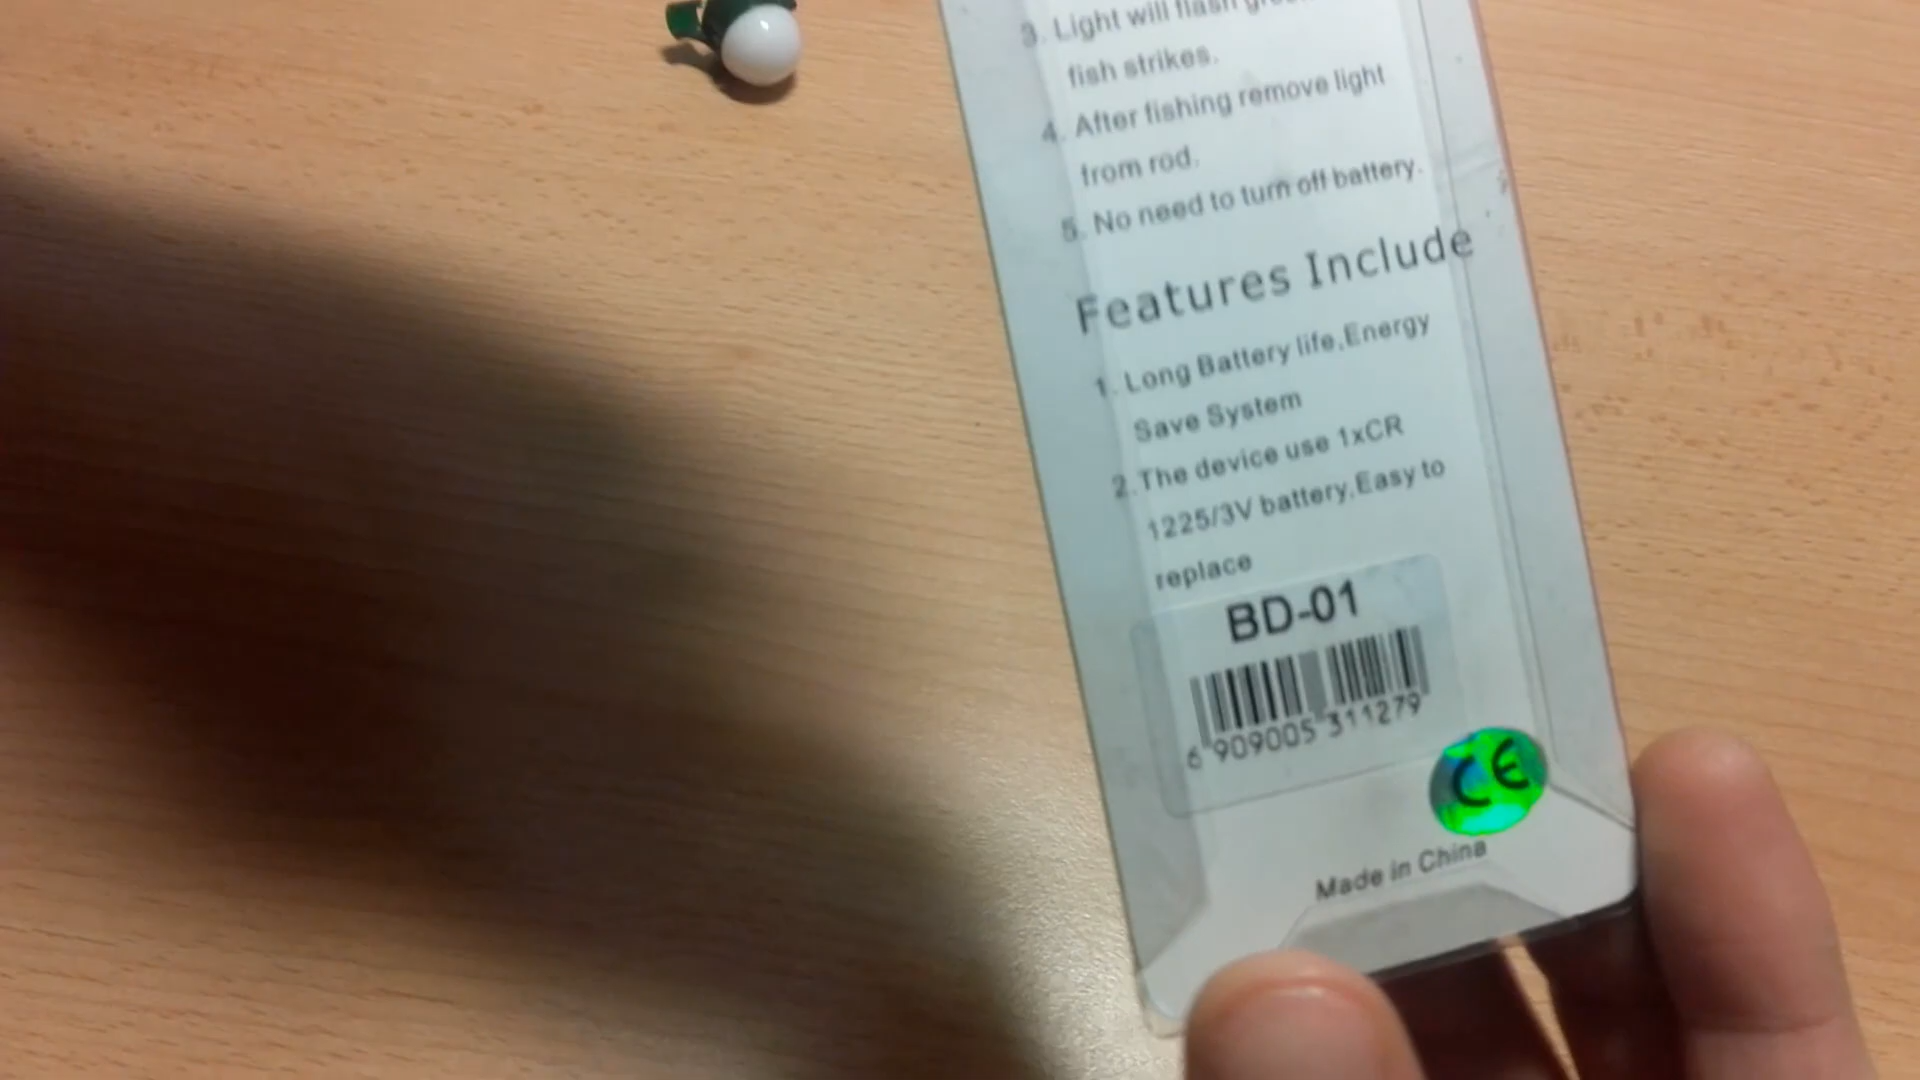 3. Light will flash
fish strikes.
4. After fishing remove light
from rod.
5. No need to turn off battery.
Features Include
1. Long Battery life,Energy
Save System
2. The device use 1xCR
1225/3V battery,Easy to
replace
BD-01
6 909005 311279
CE
Made in China